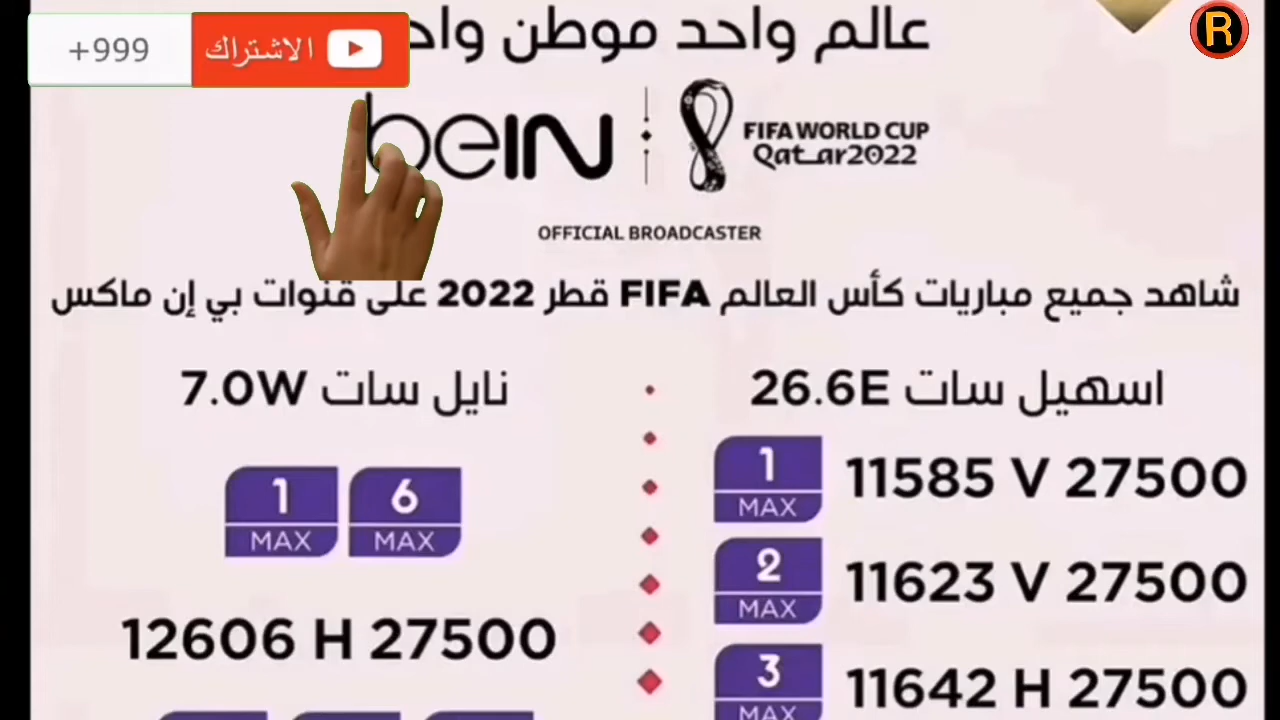 عالم واحد موطن واحد
+999
الاشتراك
R
beIN
FIFA WORLD CUP
Qatar2022
OFFICIAL BROADCASTER
شاهد جميع مباريات كأس العالم FIFA قطر 2022 على قنوات بي إن ماكس
اسهيل سات 26.6E
1 MAX 11585 V 27500
2 MAX 11623 V 27500
3 MAX 11642 H 27500
نايل سات 7.0W
1 MAX 6 MAX
12606 H 27500